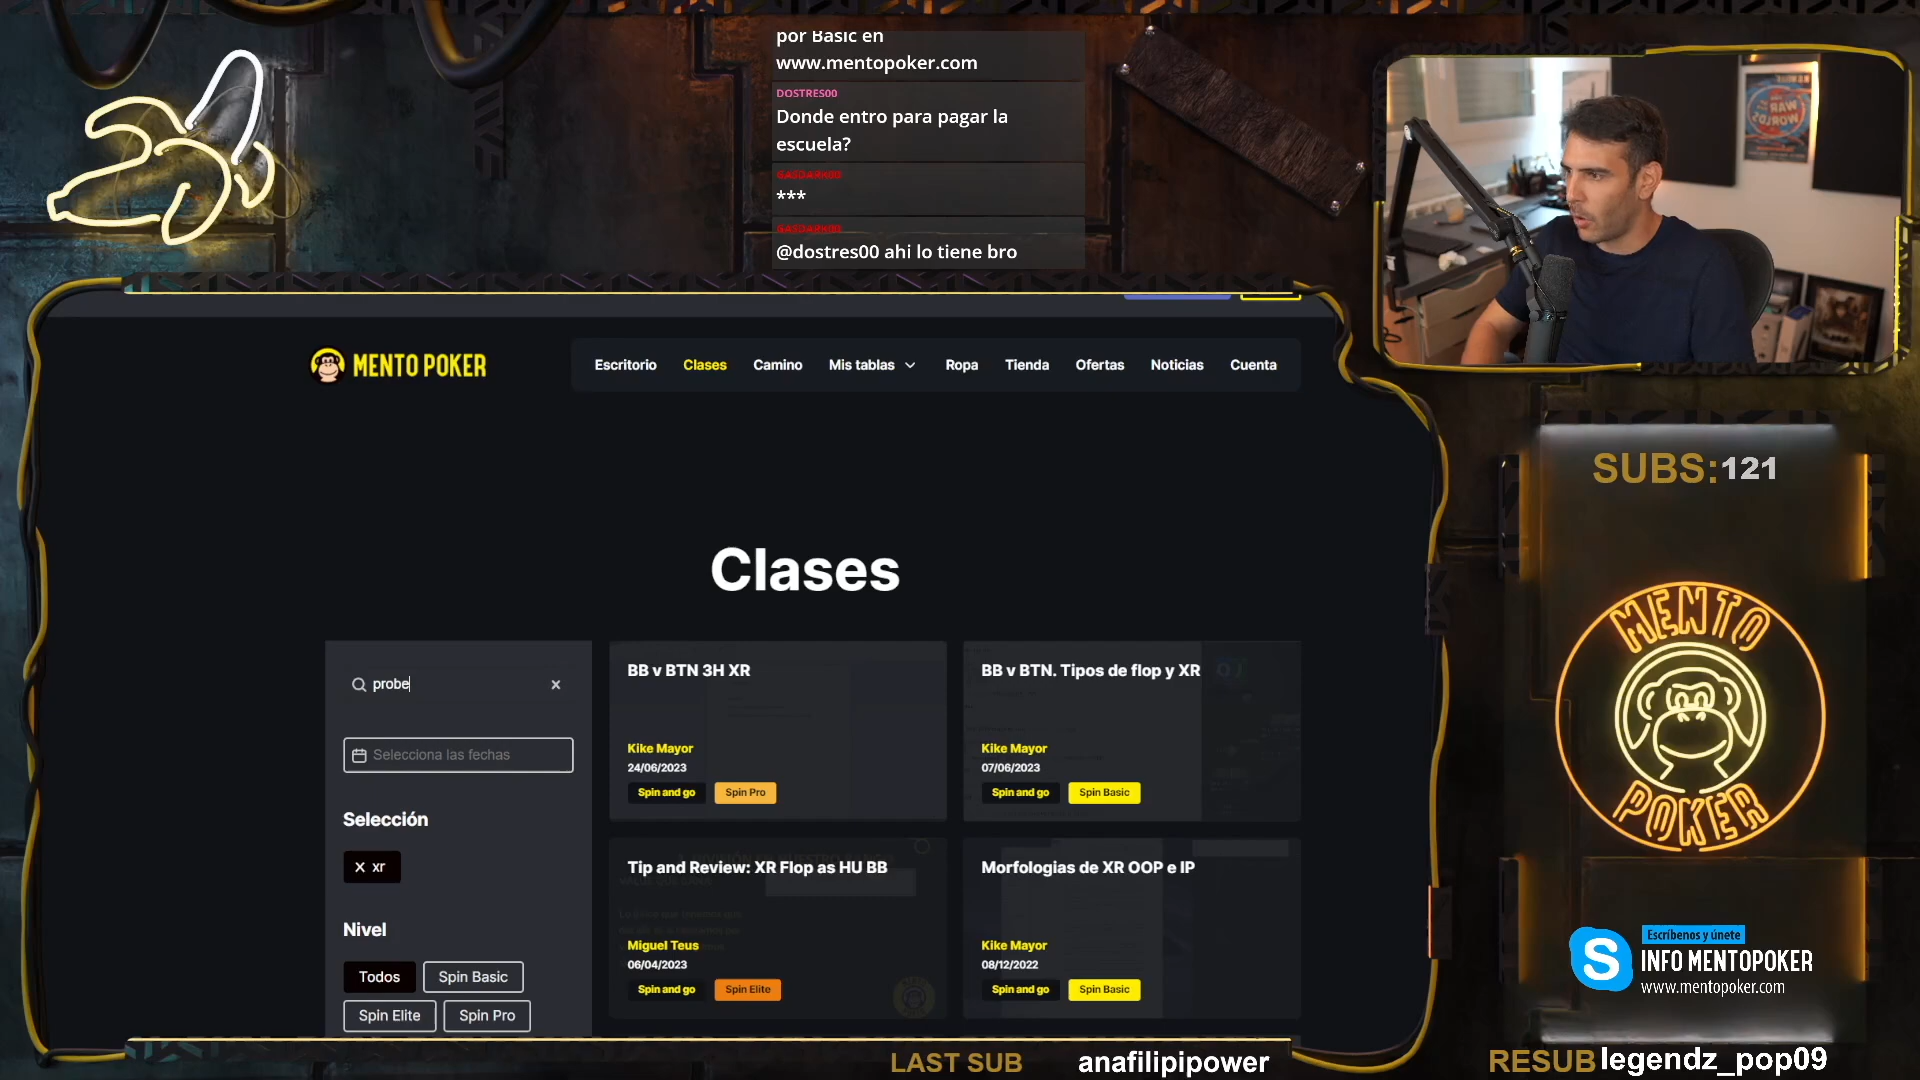 por Basic en
www.mentopoker.com
DOSTRES00
Donde entro para pagar la
escuela?
***
@dostres00 ahi lo tiene bro
MENTO POKER
Escritorio
Clases
Camino
Mis tablas
Ropa
Tienda
Ofertas
Noticias
Cuenta
Clases
probe
Selecciona las fechas
Selección
X xr
Nivel
Todos
Spin Basic
Spin Elite
Spin Pro
BB v BTN 3H XR
Kike Mayor
24/06/2023
Spin and go
Spin Pro
BB v BTN. Tipos de flop y XR
Kike Mayor
07/06/2023
Spin and go
Spin Basic
Tip and Review: XR Flop as HU BB
Miguel Teus
06/04/2023
Spin and go
Spin Elite
Morfologias de XR OOP e IP
Kike Mayor
08/12/2022
Spin and go
Spin Basic
SUBS:121
MENTO
POKER
Escríbenos y únete
INFO MENTOPOKER
www.mentopoker.com
LAST SUB
anafilipipower
RESUB legendz_pop09